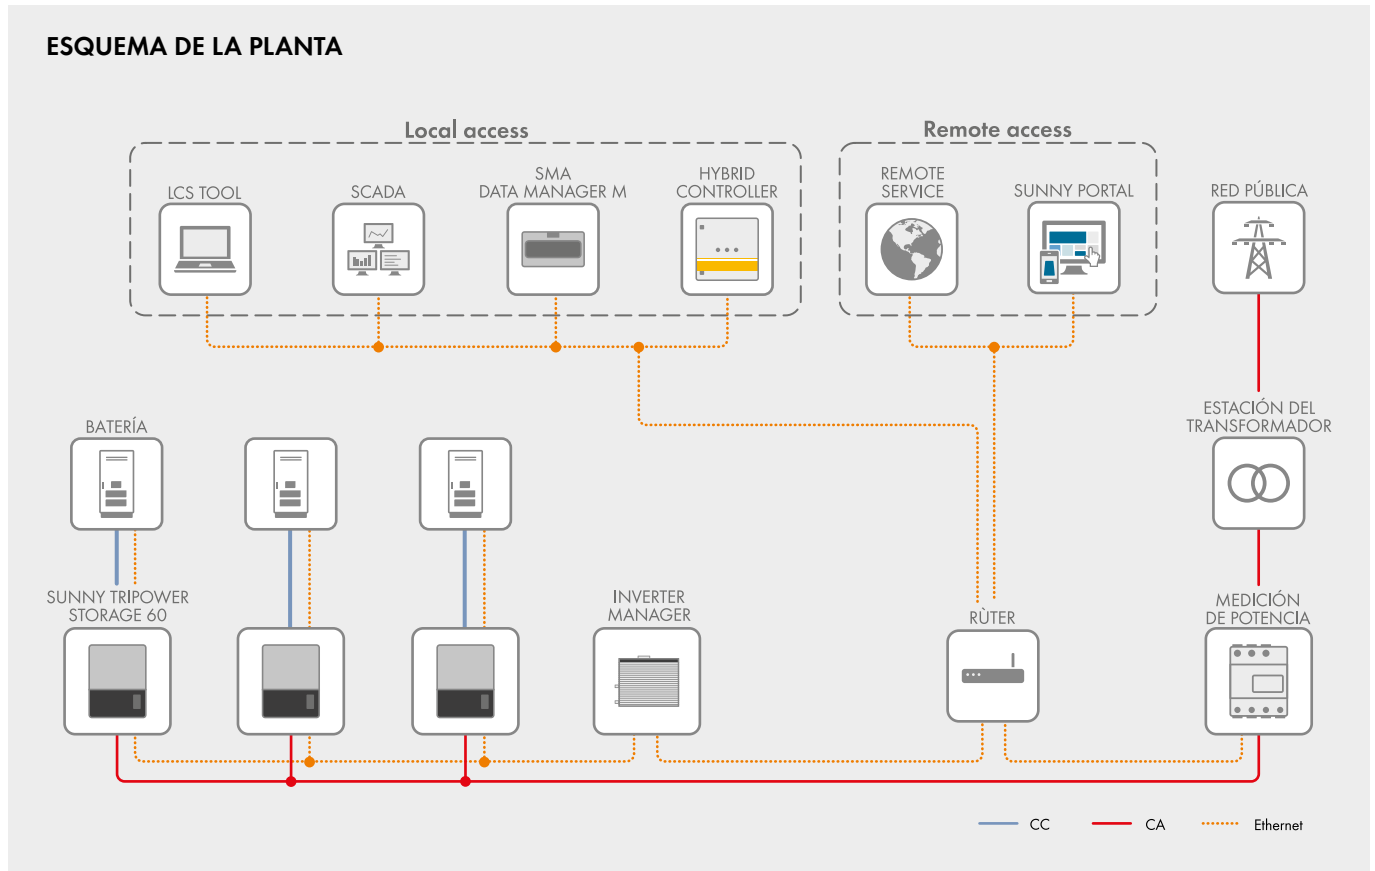 ESQUEMA DE LA PLANTA
Local access
Remote access
LCS TOOL
SCADA
SMA
DATA MANAGER M
HYBRID
CONTROLLER
REMOTE
SERVICE
SUNNY PORTAL
RED PÚBLICA
BATERÍA
ESTACIÓN DEL
TRANSFORMADOR
SUNNY TRIPOWER
STORAGE 60
INVERTER
MANAGER
RÙTER
MEDICIÓN
DE POTENCIA
CC
CA
Ethernet